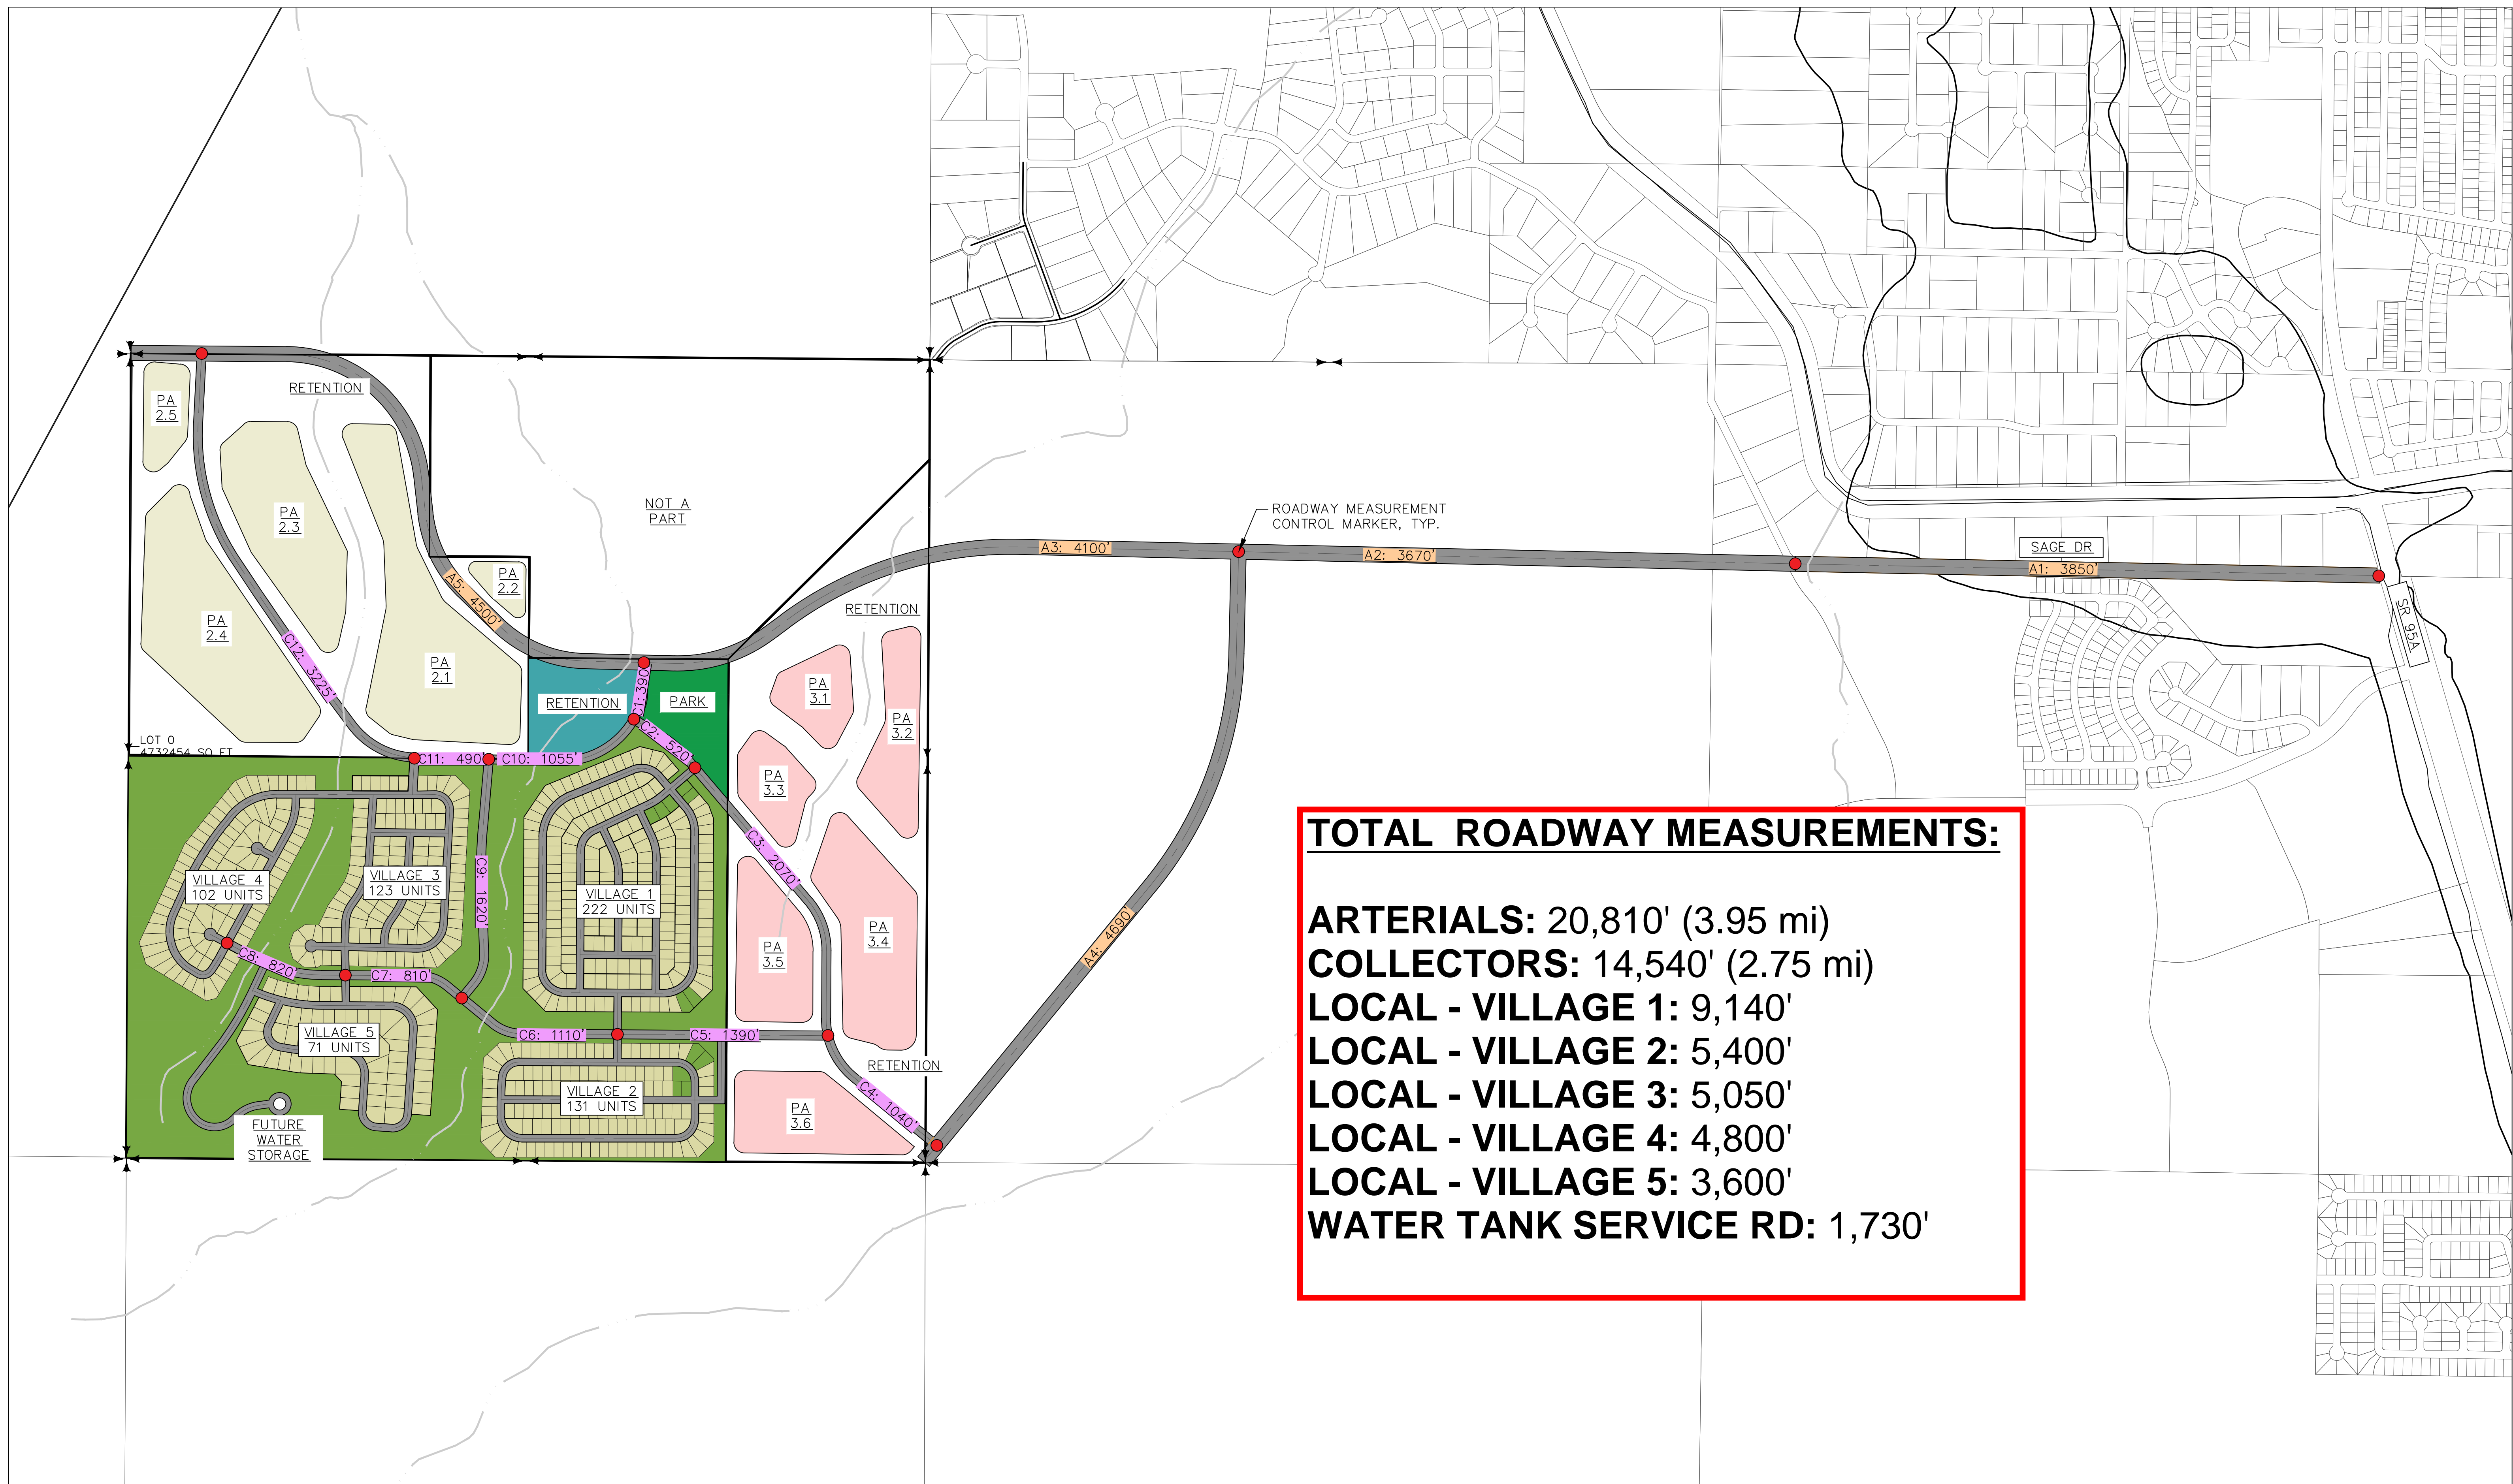 RETENTION
PA
2.5
PA
2.3
NOT A
PART
ROADWAY MEASUREMENT
CONTROL MARKER, TYP.
A3: 4100'
A2: 3670'
SAGE DR
A1: 3850'
SR 95A
A5: 4500'
PA
2.2
PA
2.4
RETENTION
C12: 3225'
PA
2.1
C1: 390'
RETENTION
PARK
PA
3.1
PA
3.2
C2: 520'
LOT 0
4732454 SQ FT
C11: 490'
C10: 1055'
PA
3.3
C3: 2070'
VILLAGE 4
102 UNITS
VILLAGE 3
123 UNITS
C9: 1620'
VILLAGE 1
222 UNITS
PA
3.4
PA
3.5
A4: 4690'
C8: 820'
C7: 810'
VILLAGE 5
71 UNITS
C6: 1110'
C5: 1390'
RETENTION
VILLAGE 2
131 UNITS
PA
3.6
C4: 1040'
FUTURE
WATER
STORAGE
TOTAL ROADWAY MEASUREMENTS:
ARTERIALS: 20,810' (3.95 mi)
COLLECTORS: 14,540' (2.75 mi)
LOCAL - VILLAGE 1: 9,140'
LOCAL - VILLAGE 2: 5,400'
LOCAL - VILLAGE 3: 5,050'
LOCAL - VILLAGE 4: 4,800'
LOCAL - VILLAGE 5: 3,600'
WATER TANK SERVICE RD: 1,730'